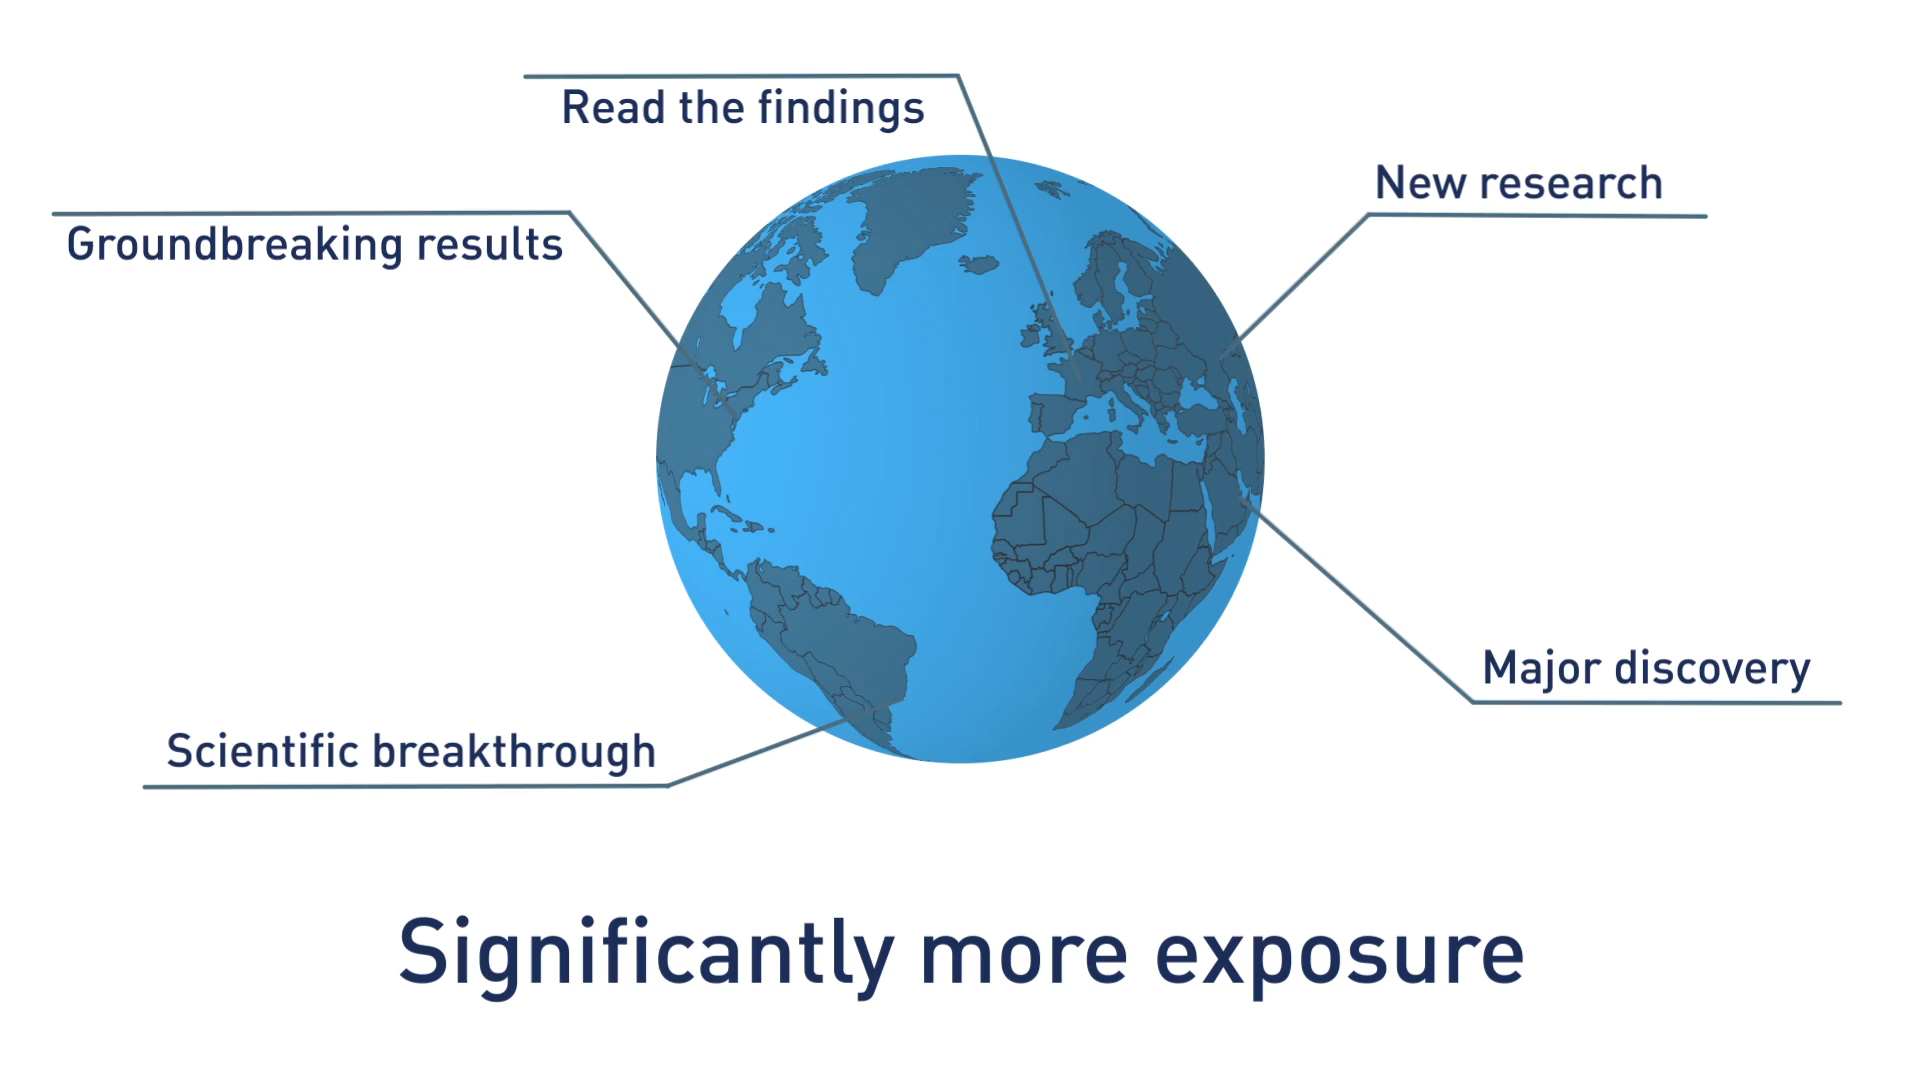 Read the findings
New research
Groundbreaking results
Major discovery
Scientific breakthrough
Significantly more exposure